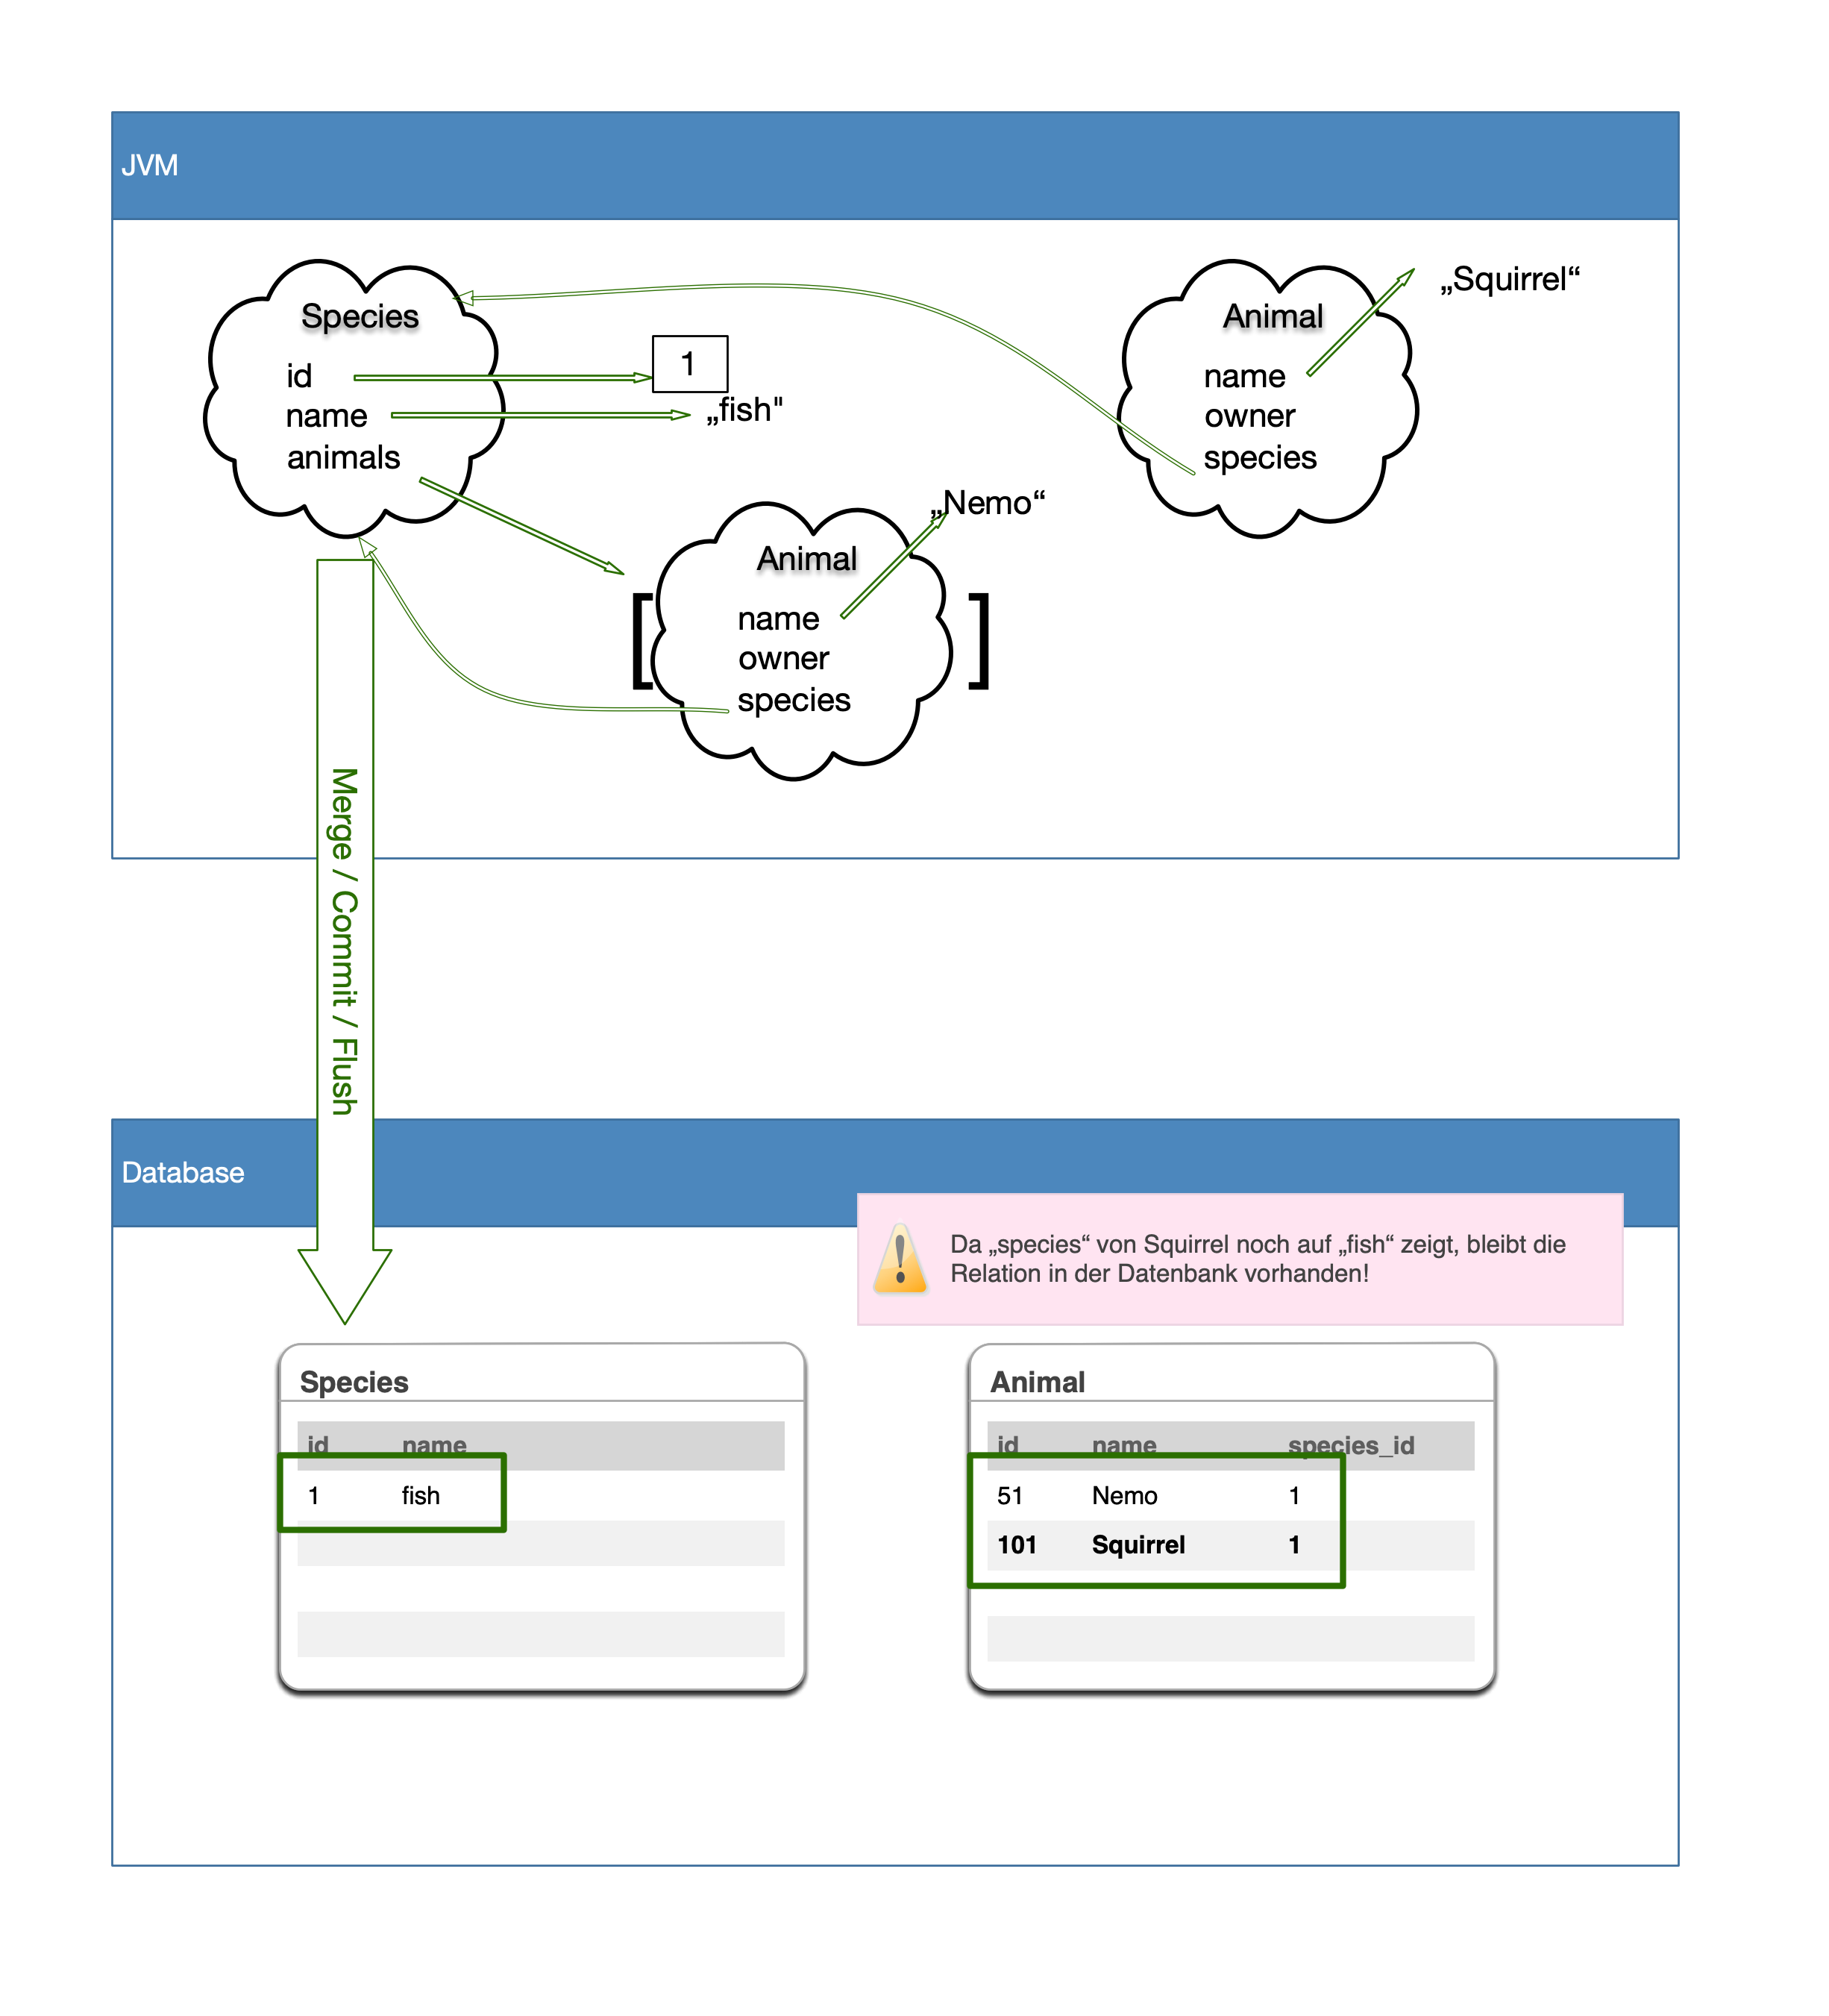 JVM
Species
id
name
animals
1
„fish"
Animal
name
owner
species
„Squirrel“
Animal
name
owner
species
„Nemo“
[ ]
Merge / Commit / Flush
Database
Da „species“ von Squirrel noch auf „fish“ zeigt, bleibt die
Relation in der Datenbank vorhanden!
Species
id name
1 fish
Animal
id name species_id
51 Nemo 1
101 Squirrel 1